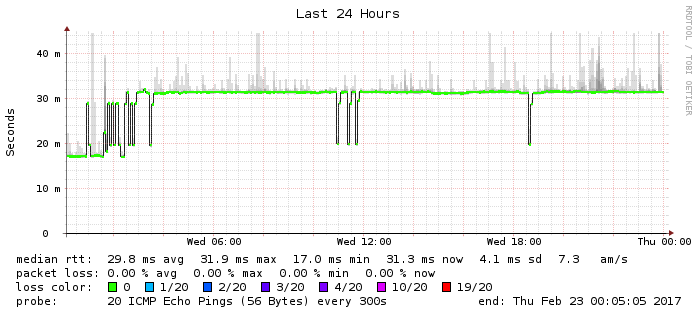 Last 24 Hours
RRDTOOL / TOBI OETIKER
Seconds
40 m
30 m
20 m
10 m
0
Wed 06:00 Wed 12:00 Wed 18:00 Thu 00:00
median rtt: 29.8 ms avg 31.9 ms max 17.0 ms min 31.3 ms now 4.1 ms sd 7.3 am/s
packet loss: 0.00 % avg 0.00 % max 0.00 % min 0.00 % now
loss color: 0 1/20 2/20 3/20 4/20 10/20 19/20
probe: 20 ICMP Echo Pings (56 Bytes) every 300s end: Thu Feb 23 00:05:05 2017